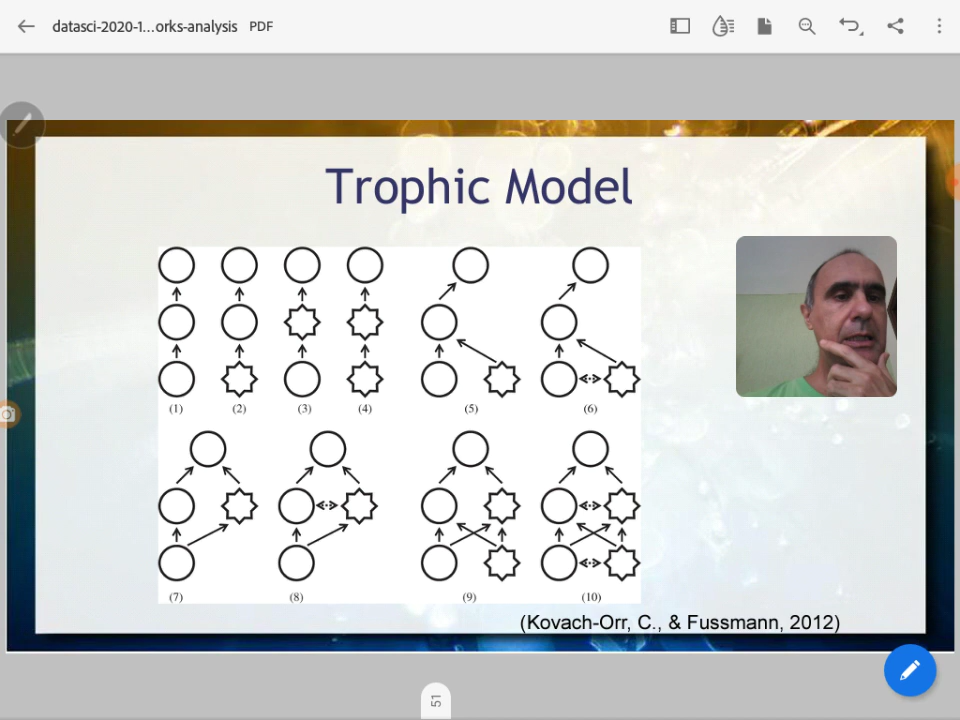 datasci-2020-1...orks-analysis PDF
Trophic Model
(1) (2) (3) (4) (5) (6)
(7) (8) (9) (10)
(Kovach-Orr, C., & Fussmann, 2012)
51